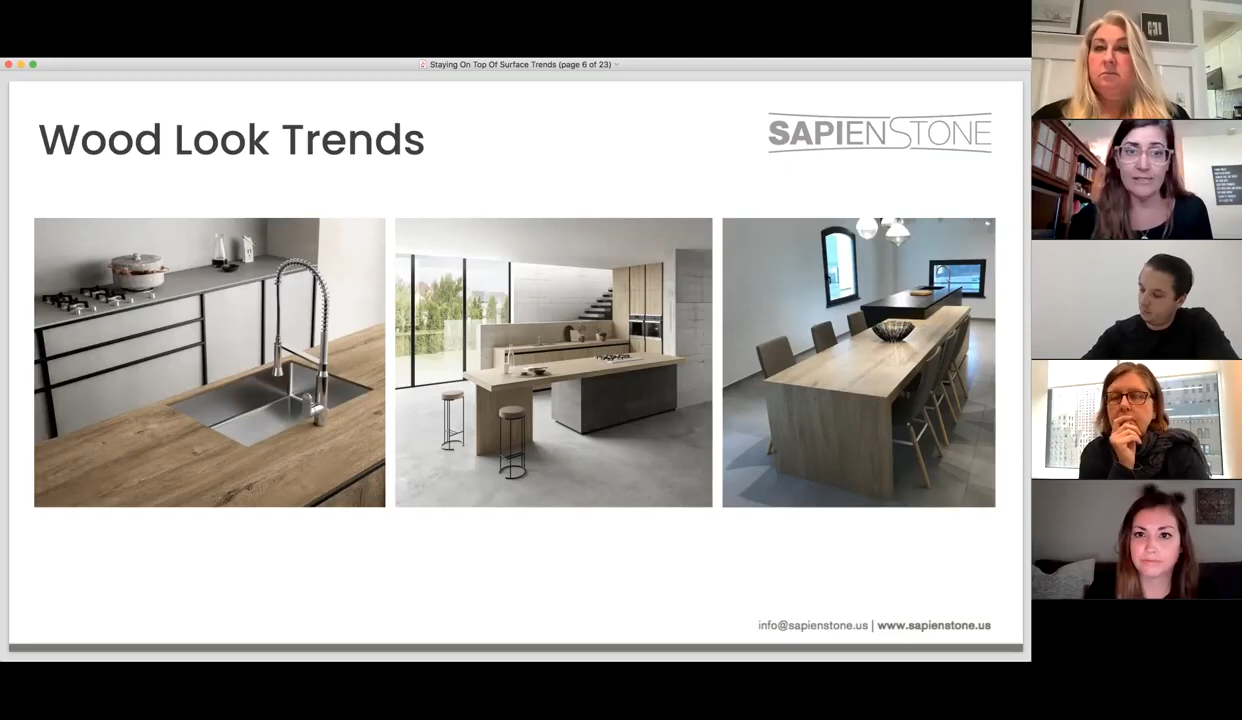 Staying On Top Of Surface Trends (page 6 of 23)
Wood Look Trends
SAPIENSTONE
info@sapienstone.us | www.sapienstone.us